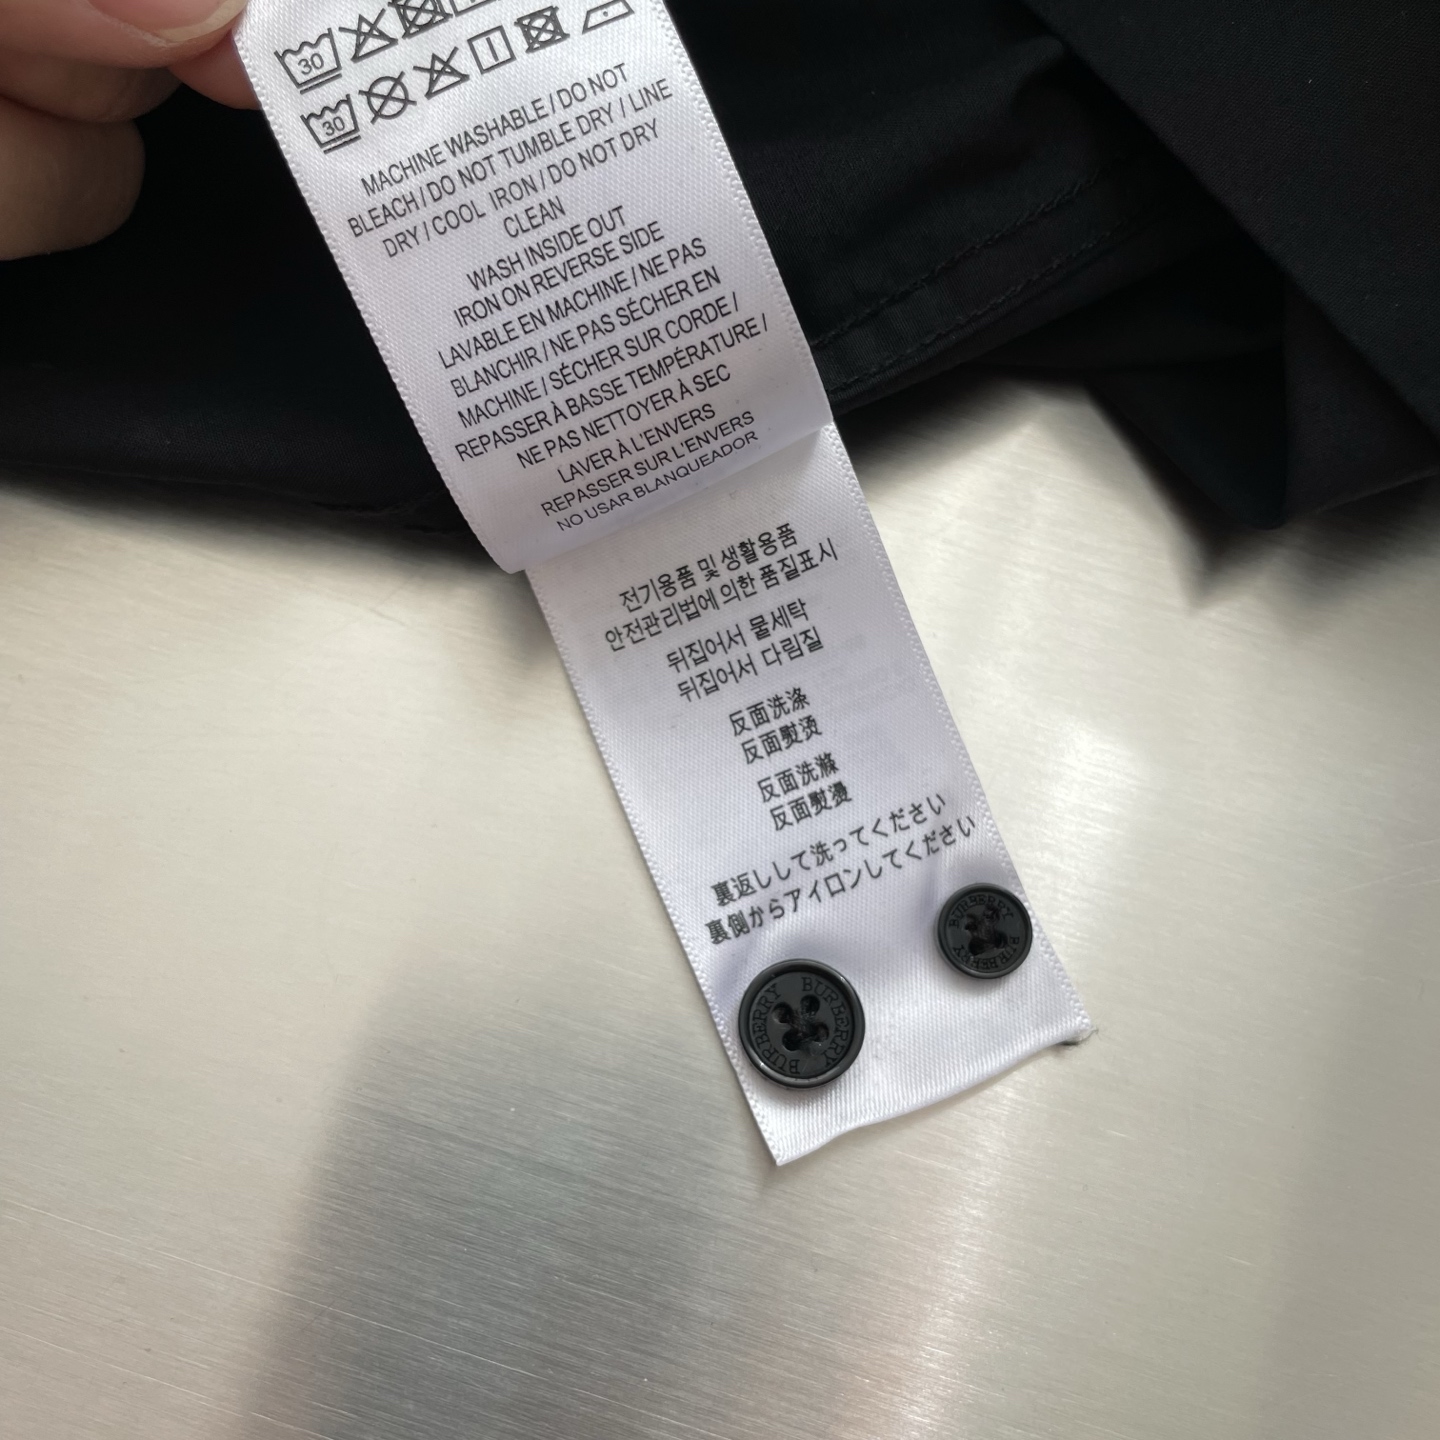 30
30
MACHINE WASHABLE / DO NOT
BLEACH / DO NOT TUMBLE DRY / LINE
DRY / COOL IRON / DO NOT DRY
CLEAN
WASH INSIDE OUT
IRON ON REVERSE SIDE
LAVABLE EN MACHINE / NE PAS
BLANCHIR / NE PAS SÉCHER EN
MACHINE / SÉCHER SUR CORDE /
REPASSER À BASSE TEMPÉRATURE /
NE PAS NETTOYER À SEC
LAVER À L'ENVERS
REPASSER SUR L'ENVERS
NO USAR BLANQUEADOR
전기용품 및 생활용품
안전관리법에 의한 품질표시
뒤집어서 물세탁
뒤집어서 다림질
反面洗涤
反面熨烫
反面洗滌
反面熨燙
裏返しして洗ってください
裏側からアイロンしてください
BURBERRY BURBERRY
BURBERRY BURBERRY